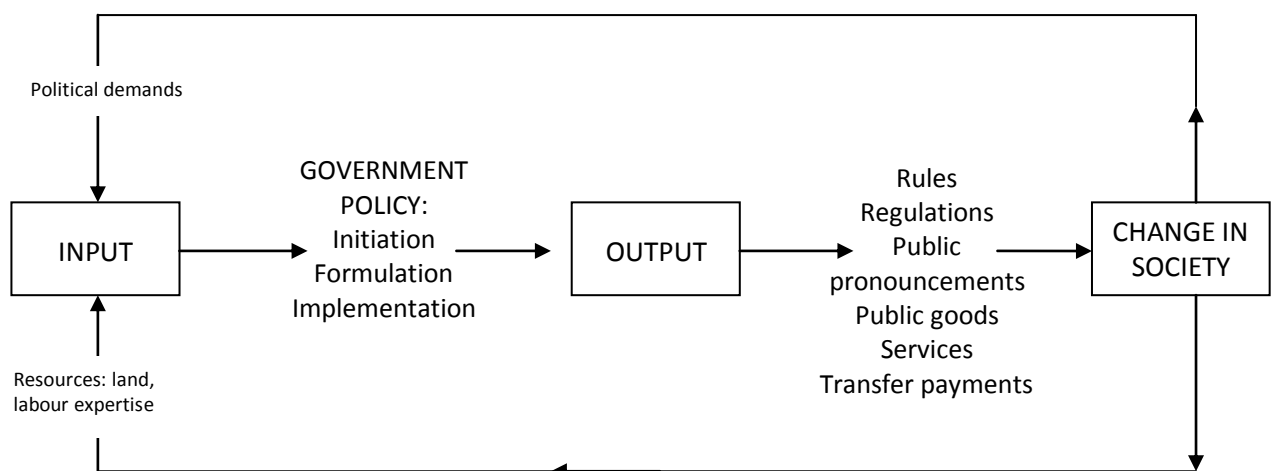 Political demands
INPUT
GOVERNMENT
POLICY:
Initiation
Formulation
Implementation
OUTPUT
Rules
Regulations
Public
pronouncements
Public goods
Services
Transfer payments
CHANGE IN
SOCIETY
Resources: land,
labour expertise